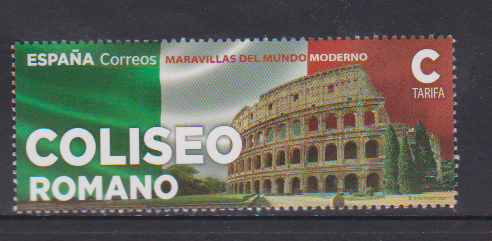 ESPAÑA Correos
MARAVILLAS DEL MUNDO MODERNO
C
TARIFA
COLISEO
ROMANO